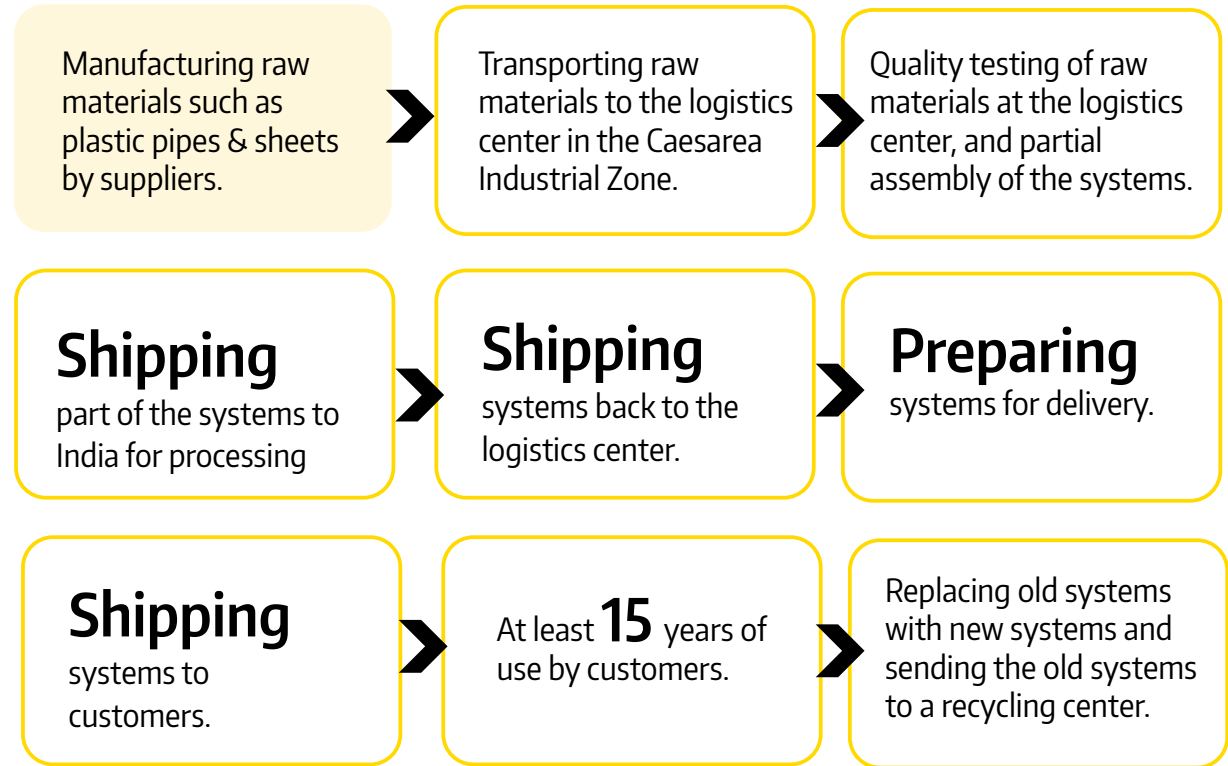 Manufacturing raw
materials such as
plastic pipes & sheets
by suppliers.
Transporting raw
materials to the logistics
center in the Caesarea
Industrial Zone.
Quality testing of raw
materials at the logistics
center, and partial
assembly of the systems.
Shipping
part of the systems to
India for processing
Shipping
systems back to the
logistics center.
Preparing
systems for delivery.
Shipping
systems to
customers.
At least 15 years of
use by customers.
Replacing old systems
with new systems and
sending the old systems
to a recycling center.